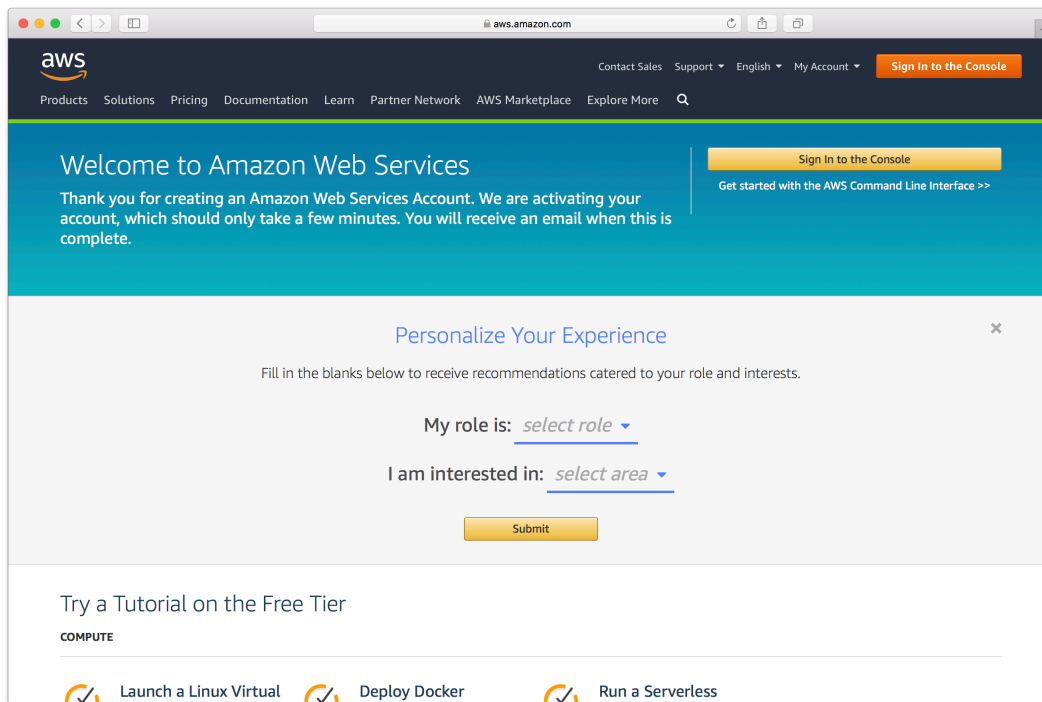 aws.amazon.com
aws
Contact Sales Support English My Account Sign In to the Console
Products Solutions Pricing Documentation Learn Partner Network AWS Marketplace Explore More
Welcome to Amazon Web Services
Thank you for creating an Amazon Web Services Account. We are activating your
account, which should only take a few minutes. You will receive an email when this is
complete.
Sign In to the Console
Get started with the AWS Command Line Interface >>
Personalize Your Experience
Fill in the blanks below to receive recommendations catered to your role and interests.
My role is: select role
I am interested in: select area
Submit
Try a Tutorial on the Free Tier
COMPUTE
Launch a Linux Virtual Deploy Docker Run a Serverless